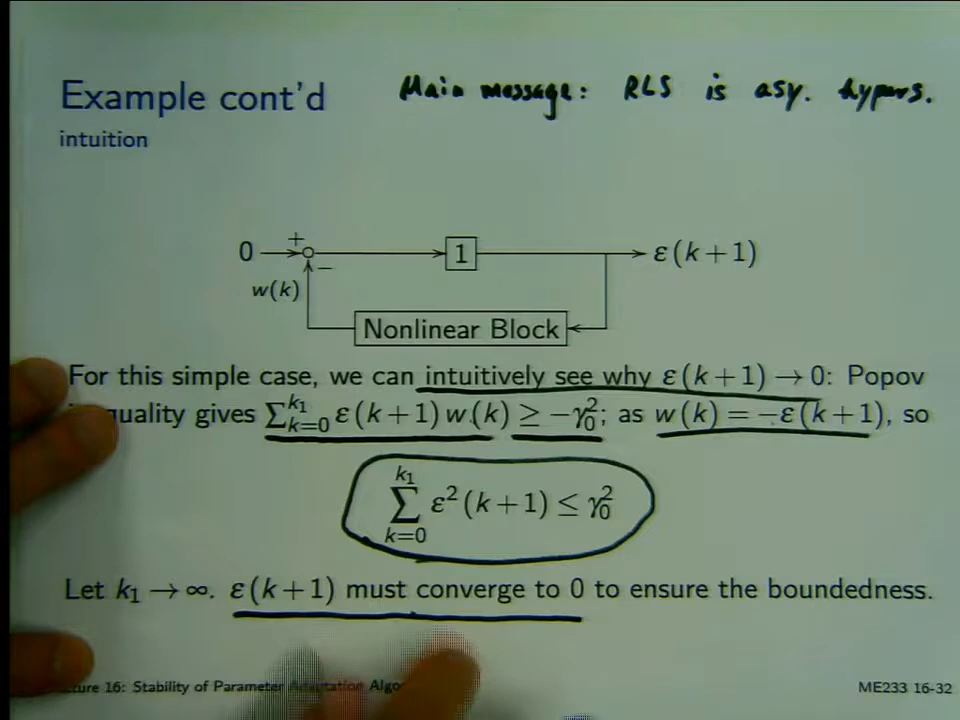 Example cont'd
Main message: RLS is asy. hypers.
intuition
0 + − 1 ε(k+1)
w(k)
Nonlinear Block
For this simple case, we can intuitively see why ε(k+1) → 0: Popov
quality gives ∑_{k=0}^{k₁} ε(k+1)w(k) ≥ −γ₀²; as w(k) = −ε(k+1), so
∑_{k=0}^{k₁} ε²(k+1) ≤ γ₀²
Let k₁ → ∞. ε(k+1) must converge to 0 to ensure the boundedness.
ture 16: Stability of Parameter Adaptation Algo
ME233 16-32